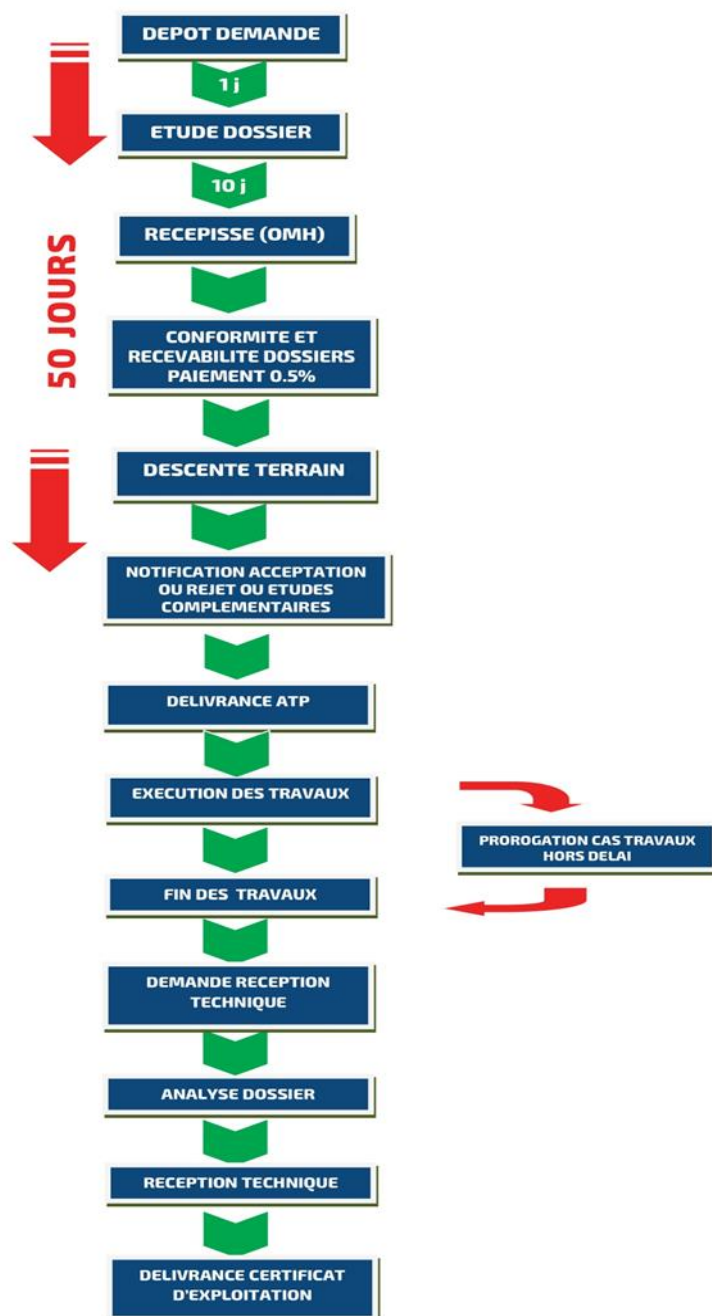 DEPOT DEMANDE
1 j
ETUDE DOSSIER
10 j
RECEPISSE (OMH)
50 JOURS
CONFORMITE ET
RECEVABILITE DOSSIERS
PAIEMENT 0.5%
DESCENTE TERRAIN
NOTIFICATION ACCEPTATION
OU REJET OU ETUDES
COMPLEMENTAIRES
DELIVRANCE ATP
EXECUTION DES TRAVAUX
PROROGATION CAS TRAVAUX
HORS DELAI
FIN DES TRAVAUX
DEMANDE RECEPTION
TECHNIQUE
ANALYSE DOSSIER
RECEPTION TECHNIQUE
DELIVRANCE CERTIFICAT
D'EXPLOITATION